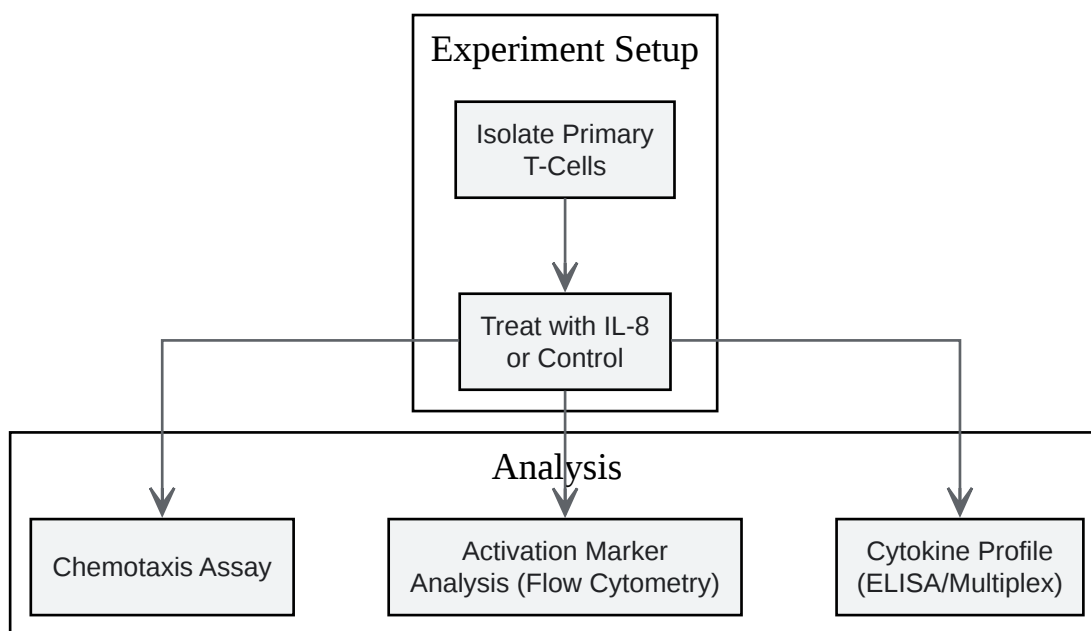 Experiment Setup
Isolate Primary
T-Cells
Treat with IL-8
or Control
Analysis
Chemotaxis Assay
Activation Marker
Analysis (Flow Cytometry)
Cytokine Profile
(ELISA/Multiplex)